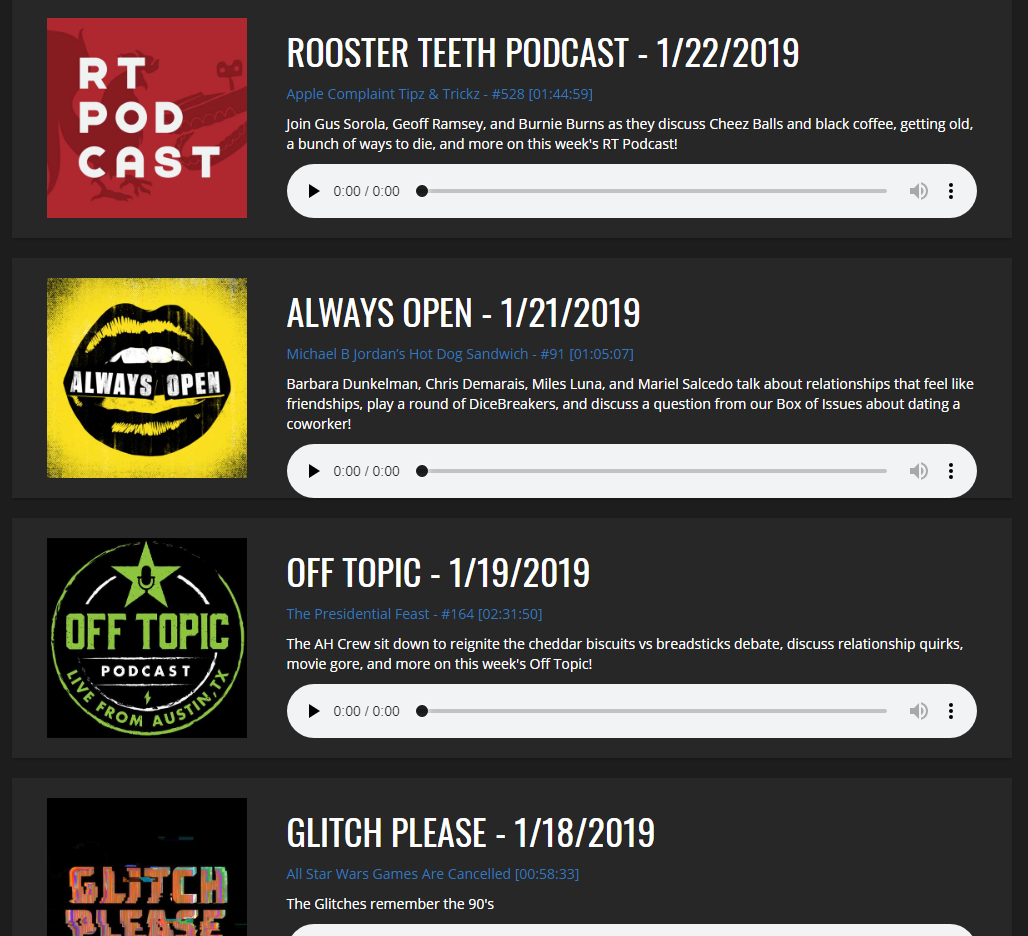 RT
POD
CAST
ROOSTER TEETH PODCAST - 1/22/2019
Apple Complaint Tipz & Trickz - #528 [01:44:59]
Join Gus Sorola, Geoff Ramsey, and Burnie Burns as they discuss Cheez Balls and black coffee, getting old,
a bunch of ways to die, and more on this week's RT Podcast!
0:00 / 0:00
ALWAYS OPEN
ALWAYS OPEN - 1/21/2019
Michael B Jordan's Hot Dog Sandwich - #91 [01:05:07]
Barbara Dunkelman, Chris Demarais, Miles Luna, and Mariel Salcedo talk about relationships that feel like
friendships, play a round of DiceBreakers, and discuss a question from our Box of Issues about dating a
coworker!
0:00 / 0:00
OFF TOPIC
PODCAST
LIVE FROM AUSTIN, TX
OFF TOPIC - 1/19/2019
The Presidential Feast - #164 [02:31:50]
The AH Crew sit down to reignite the cheddar biscuits vs breadsticks debate, discuss relationship quirks,
movie gore, and more on this week's Off Topic!
0:00 / 0:00
GLITCH
PLEASE
GLITCH PLEASE - 1/18/2019
All Star Wars Games Are Cancelled [00:58:33]
The Glitches remember the 90's